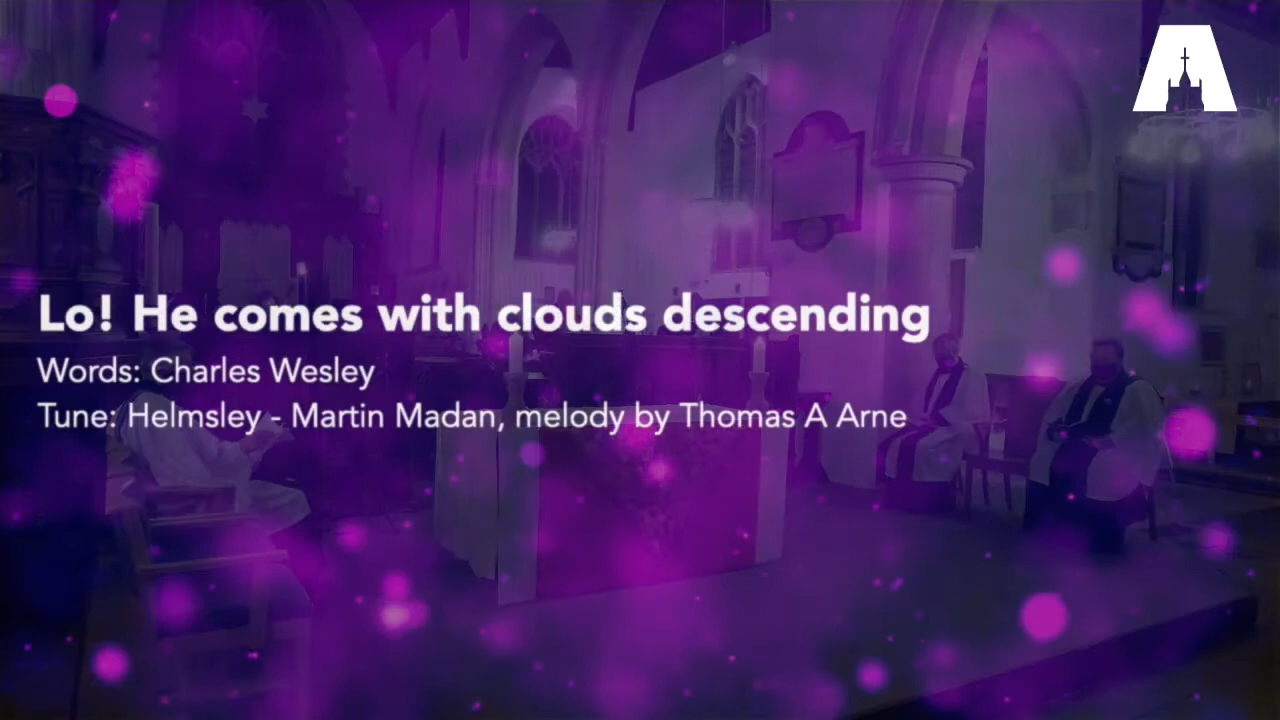 Lo! He comes with clouds descending
Words: Charles Wesley
Tune: Helmsley - Martin Madan, melody by Thomas A Arne